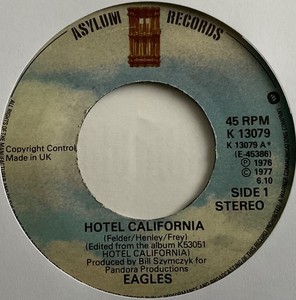 ASYLUM RECORDS
45 RPM
K 13079
K 13079 A*
(E-45386)
Ⓟ 1976
© 1977
6.10
Copyright Control
Made in UK
SIDE 1
STEREO
HOTEL CALIFORNIA
(Felder/Henley/Frey)
(Edited from the album K53051
HOTEL CALIFORNIA)
Produced by Bill Szymczyk for
Pandora Productions
EAGLES